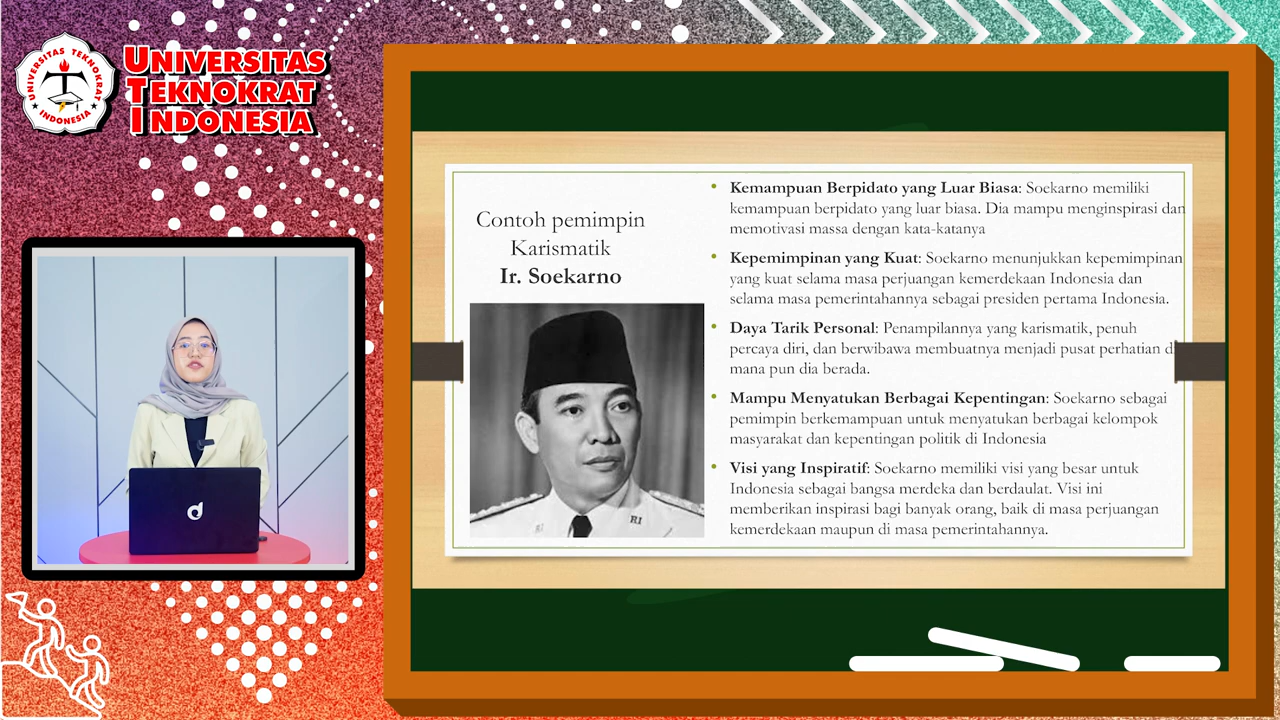 UNIVERSITAS TEKNOKRAT
INDONESIA
UNIVERSITAS
TEKNOKRAT
INDONESIA
Contoh pemimpin
Karismatik
Ir. Soekarno
RI
• Kemampuan Berpidato yang Luar Biasa: Soekarno memiliki
kemampuan berpidato yang luar biasa. Dia mampu menginspirasi dan
memotivasi massa dengan kata-katanya
• Kepemimpinan yang Kuat: Soekarno menunjukkan kepemimpinan
yang kuat selama masa perjuangan kemerdekaan Indonesia dan
selama masa pemerintahannya sebagai presiden pertama Indonesia.
• Daya Tarik Personal: Penampilannya yang karismatik, penuh
percaya diri, dan berwibawa membuatnya menjadi pusat perhatian di
mana pun dia berada.
• Mampu Menyatukan Berbagai Kepentingan: Soekarno sebagai
pemimpin berkemampuan untuk menyatukan berbagai kelompok
masyarakat dan kepentingan politik di Indonesia
• Visi yang Inspiratif: Soekarno memiliki visi yang besar untuk
Indonesia sebagai bangsa merdeka dan berdaulat. Visi ini
memberikan inspirasi bagi banyak orang, baik di masa perjuangan
kemerdekaan maupun di masa pemerintahannya.